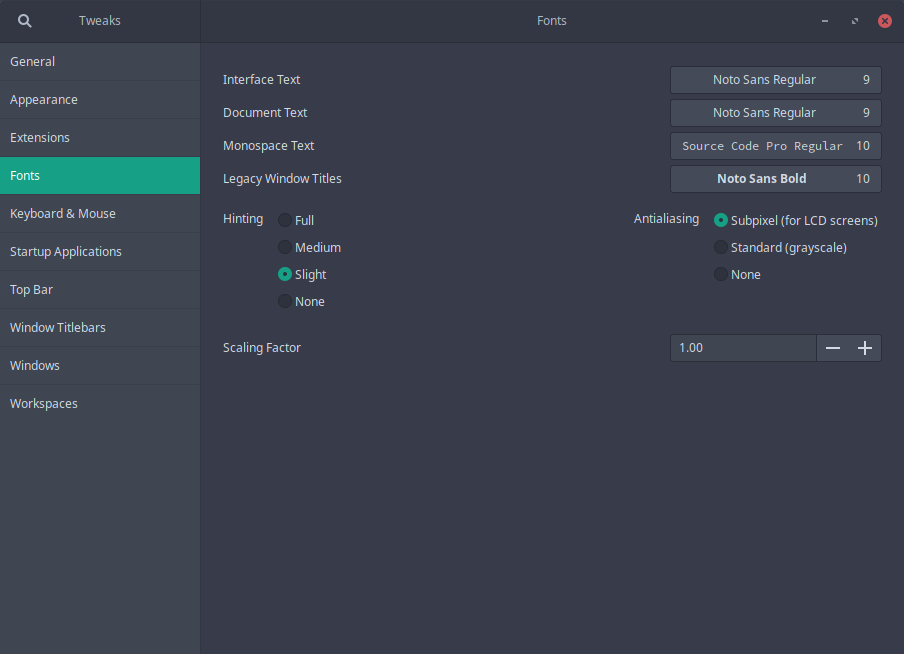 Tweaks
Fonts
General
Appearance
Extensions
Fonts
Keyboard & Mouse
Startup Applications
Top Bar
Window Titlebars
Windows
Workspaces
Interface Text Noto Sans Regular 9
Document Text Noto Sans Regular 9
Monospace Text Source Code Pro Regular 10
Legacy Window Titles Noto Sans Bold 10
Hinting Full Antialiasing Subpixel (for LCD screens)
Medium Standard (grayscale)
Slight None
None
Scaling Factor 1.00